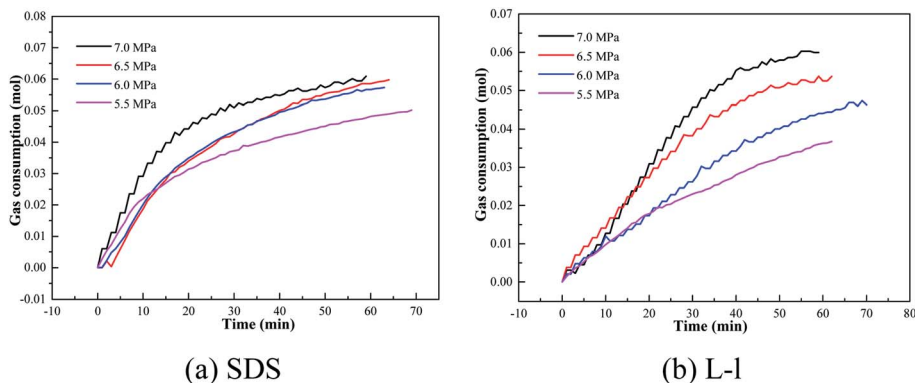 0.08
0.07
0.06
0.05
0.04
0.03
0.02
0.01
0.00
-0.01
Gas consumption (mol)
7.0 MPa
6.5 MPa
6.0 MPa
5.5 MPa
-10 0 10 20 30 40 50 60 70 80
Time (min)
(a) SDS
0.07
0.06
0.05
0.04
0.03
0.02
0.01
0.00
Gas consumption (mol)
7.0 MPa
6.5 MPa
6.0 MPa
5.5 MPa
-10 0 10 20 30 40 50 60 70 80
Time (min)
(b) L-l